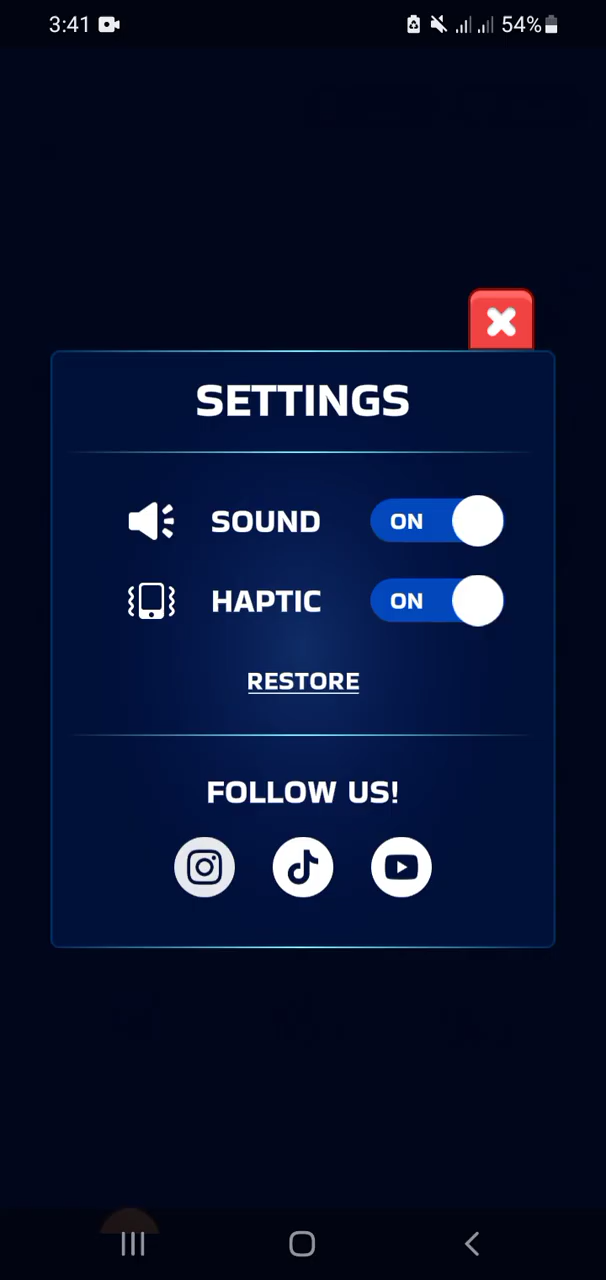 3:41 54%
SETTINGS
SOUND ON
HAPTIC ON
RESTORE
FOLLOW US!